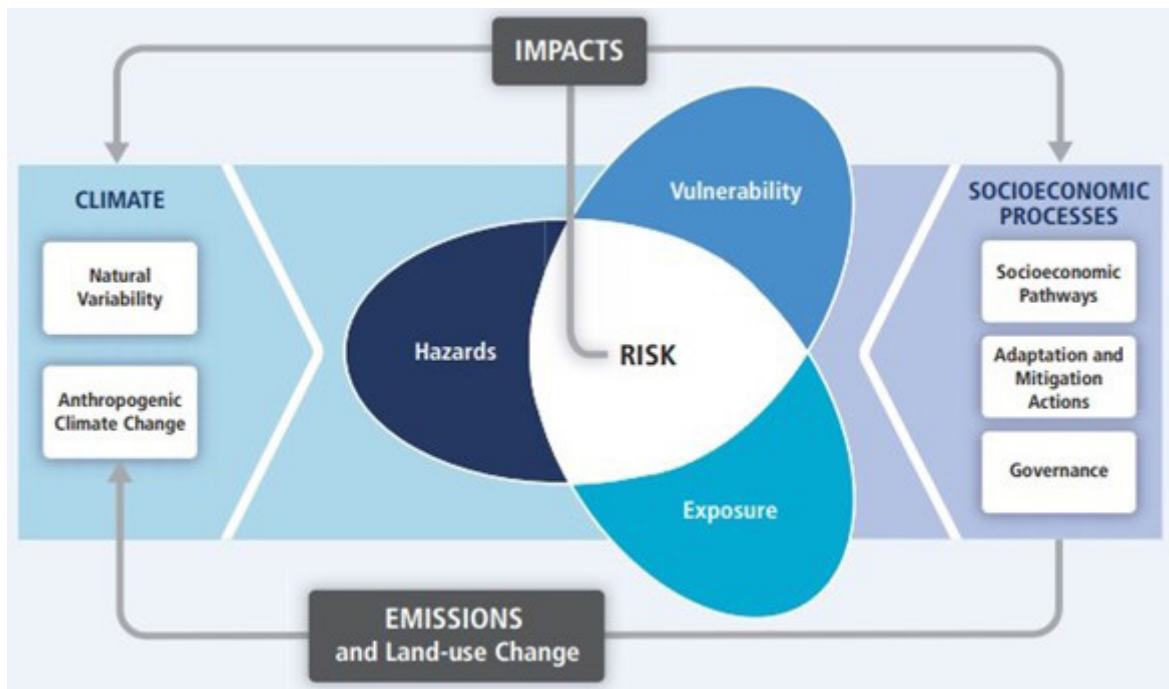 IMPACTS
CLIMATE
Natural
Variability
Anthropogenic
Climate Change
Vulnerability
Hazards
RISK
Exposure
SOCIOECONOMIC
PROCESSES
Socioeconomic
Pathways
Adaptation and
Mitigation
Actions
Governance
EMISSIONS
and Land-use Change